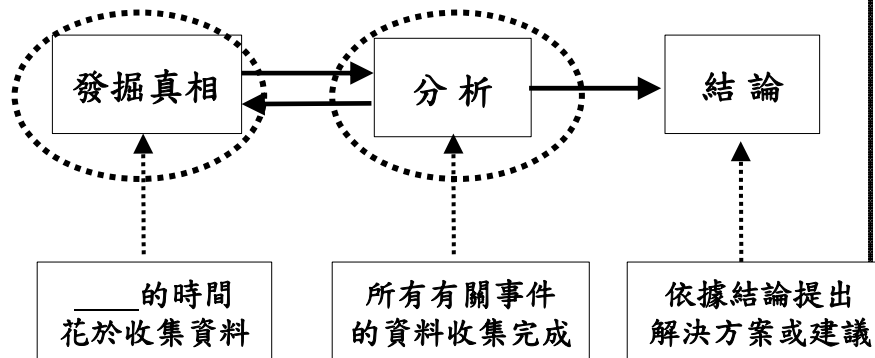 發掘真相
分析
結論
____的時間
花於收集資料
所有有關事件
的資料收集完成
依據結論提出
解決方案或建議